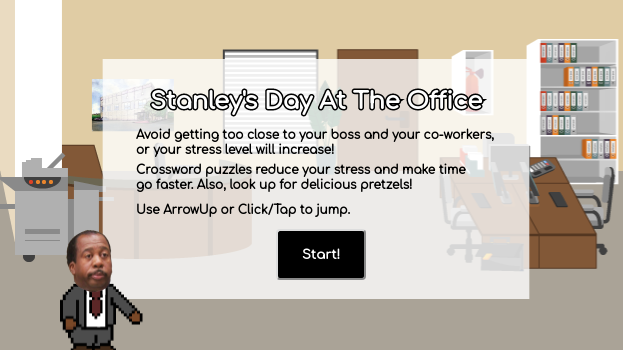 Stanley's Day At The Office
Avoid getting too close to your boss and your co-workers,
or your stress level will increase!
Crossword puzzles reduce your stress and make time
go faster. Also, look up for delicious pretzels!
Use ArrowUp or Click/Tap to jump.
Start!